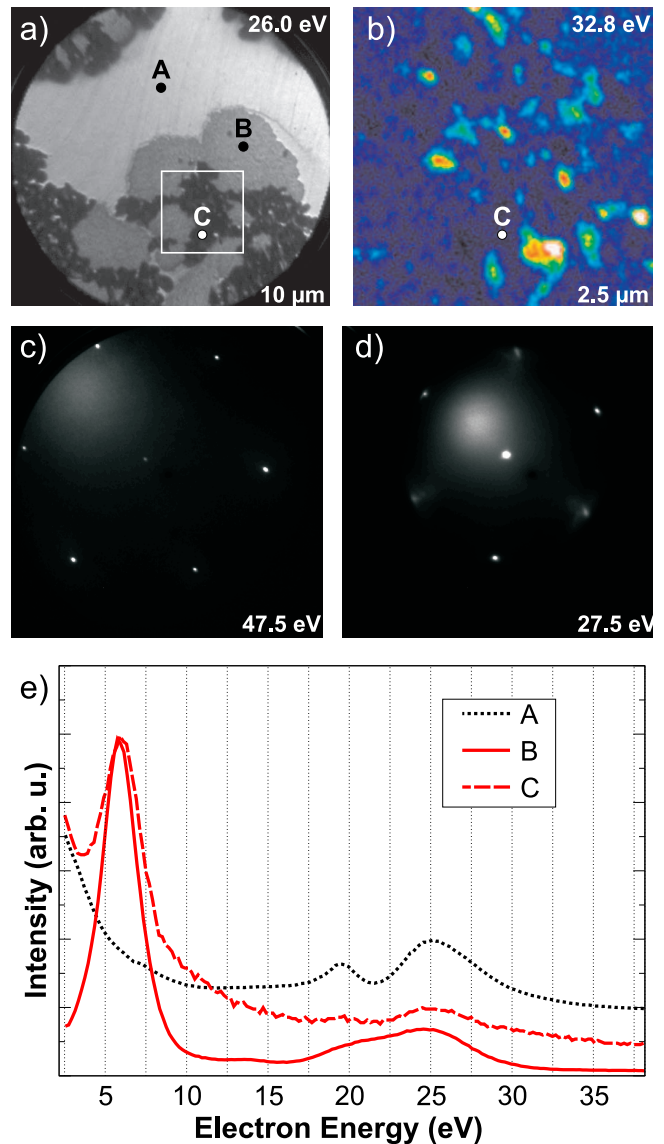 a) 26.0 eV
A
B
C
10 µm
b) 32.8 eV
C
2.5 µm
c)
47.5 eV
d)
27.5 eV
e)
A
B
C
Intensity (arb. u.)
5 10 15 20 25 30 35
Electron Energy (eV)